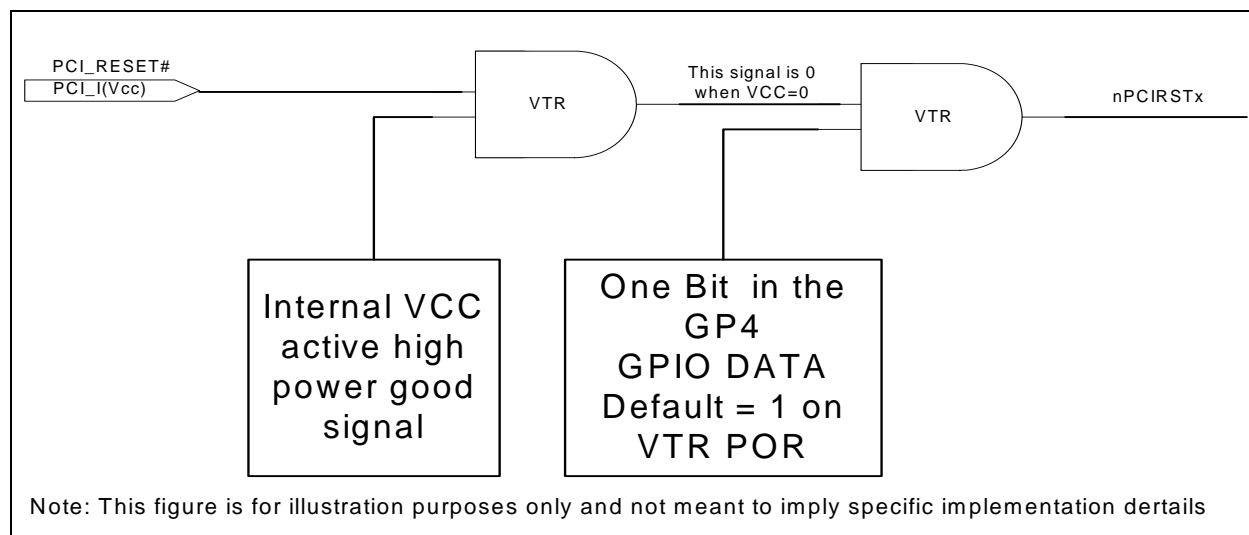 PCI_RESET#
PCI_I(Vcc)
VTR
This signal is 0
when VCC=0
VTR
nPCIRSTx
Internal VCC
active high
power good
signal
One Bit in the
GP4
GPIO DATA
Default = 1 on
VTR POR
Note: This figure is for illustration purposes only and not meant to imply specific implementation dertails